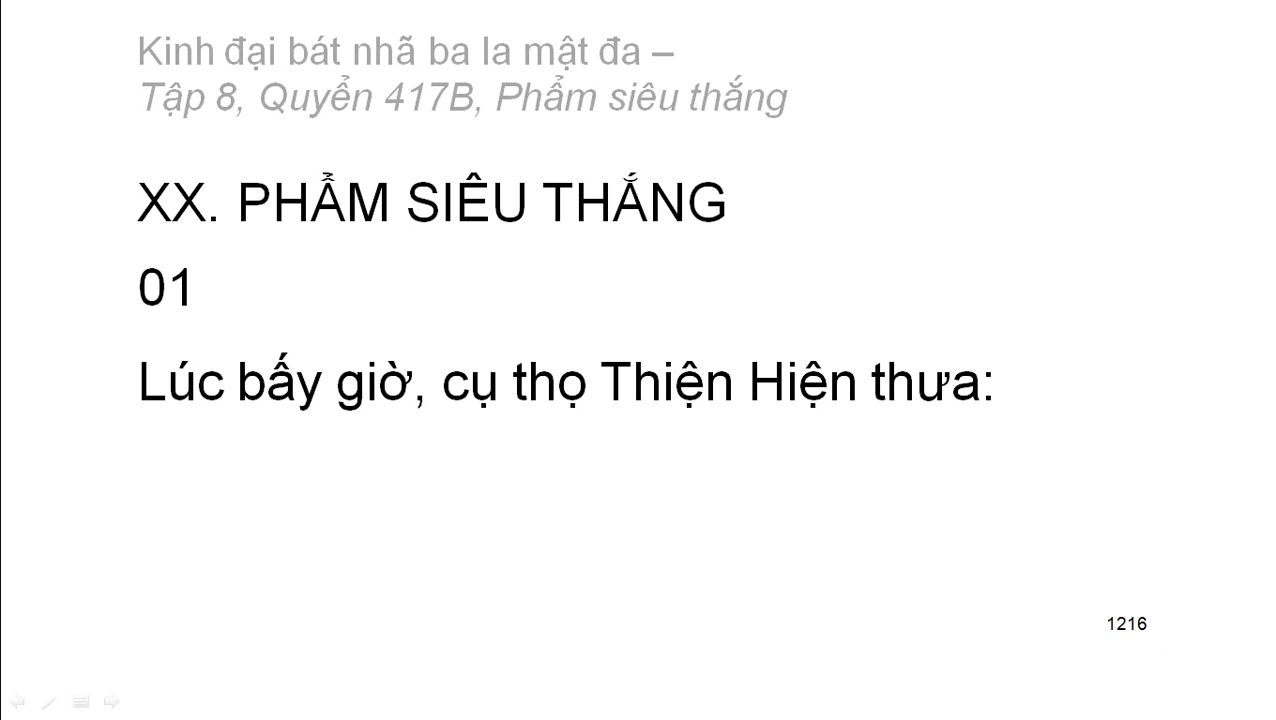 Kinh đại bát nhã ba la mật đa –
Tập 8, Quyển 417B, Phẩm siêu thắng
XX. PHẨM SIÊU THẮNG
01
Lúc bấy giờ, cụ thọ Thiện Hiện thưa:
1216